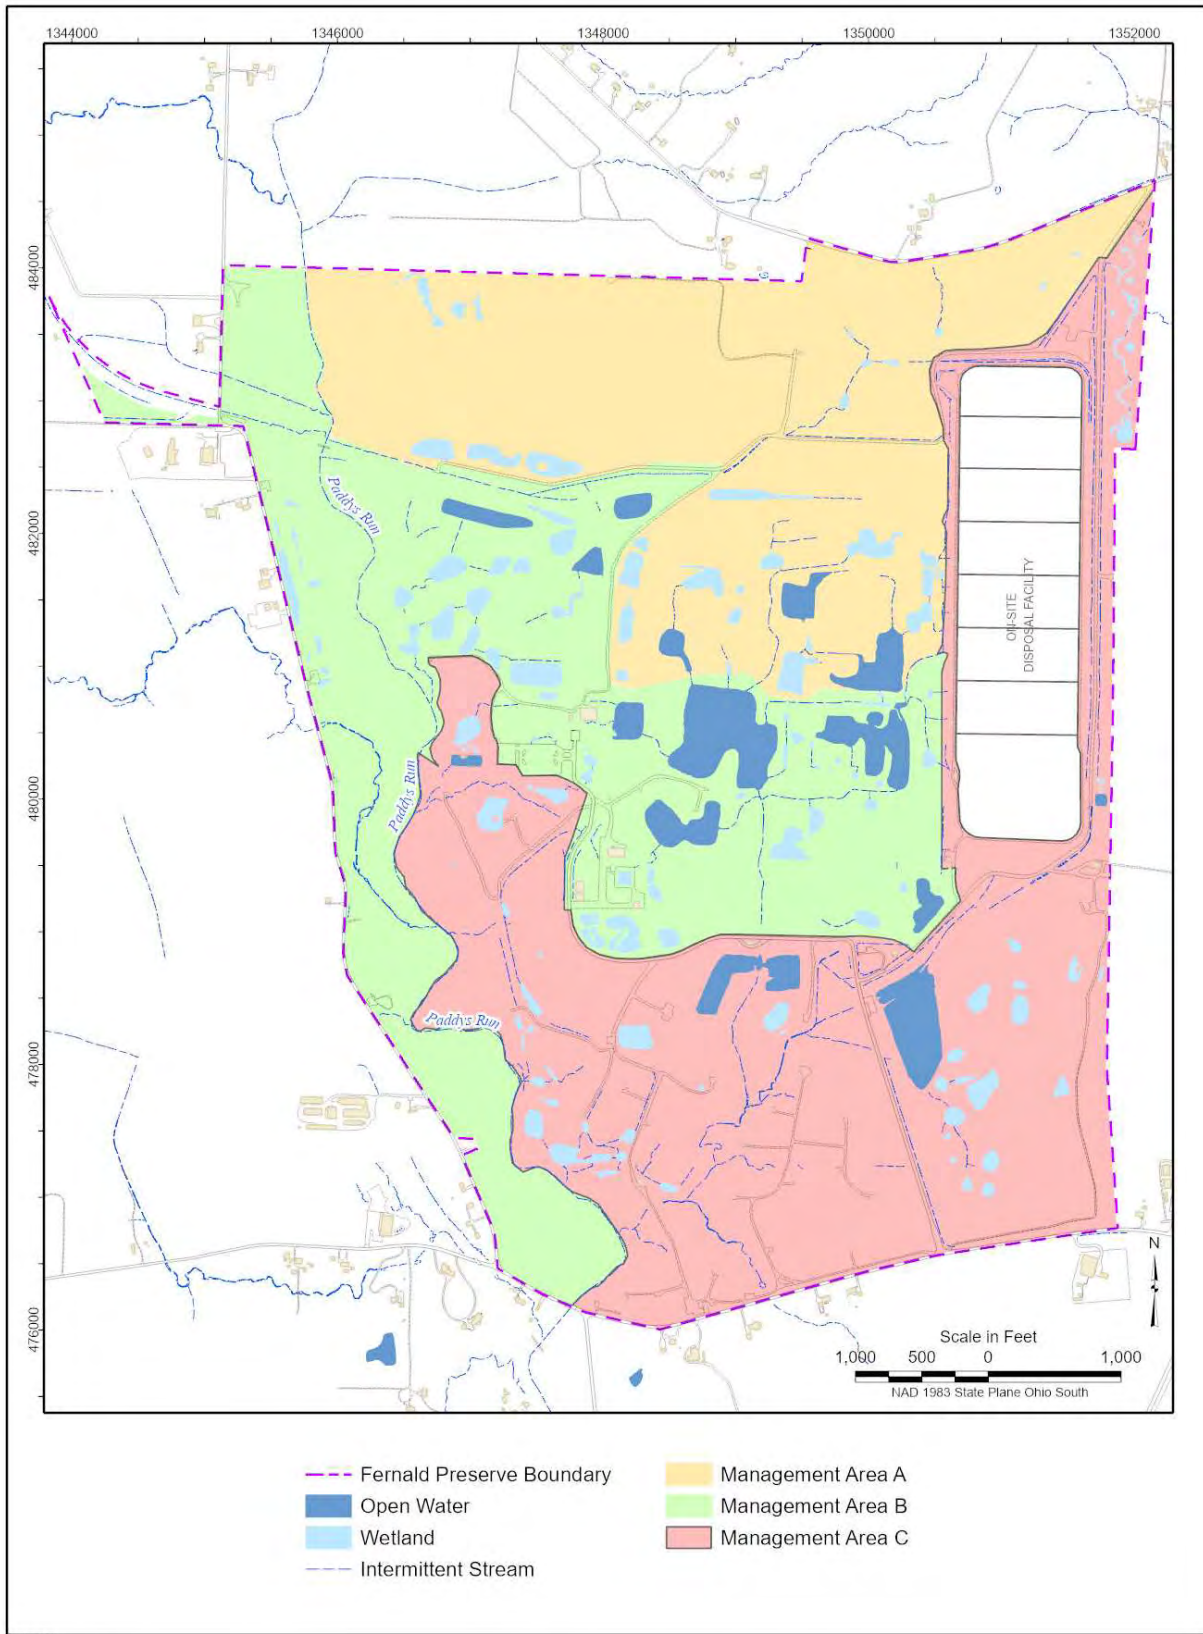 1344000 1346000 1348000 1350000 1352000
484000
482000
480000
478000
476000
Paddys Run
Paddys Run
Paddys Run
ON-SITE
DISPOSAL FACILITY
N
Scale in Feet
1,000 500 0 1,000
NAD 1983 State Plane Ohio South
Fernald Preserve Boundary
Open Water
Wetland
Intermittent Stream
Management Area A
Management Area B
Management Area C